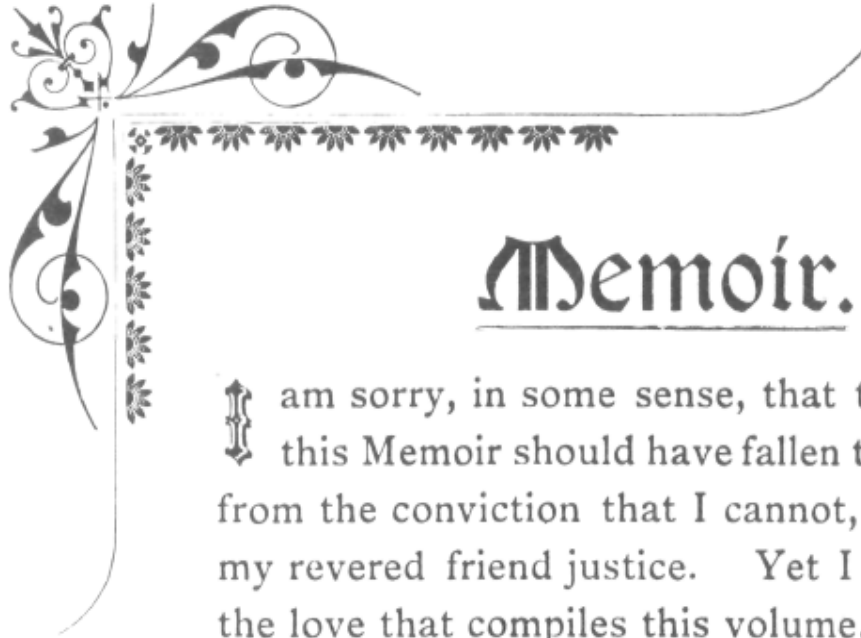 Memoir.
I am sorry, in some sense, that
this Memoir should have fallen
from the conviction that I cannot,
my revered friend justice. Yet I
the love that compiles this volume,